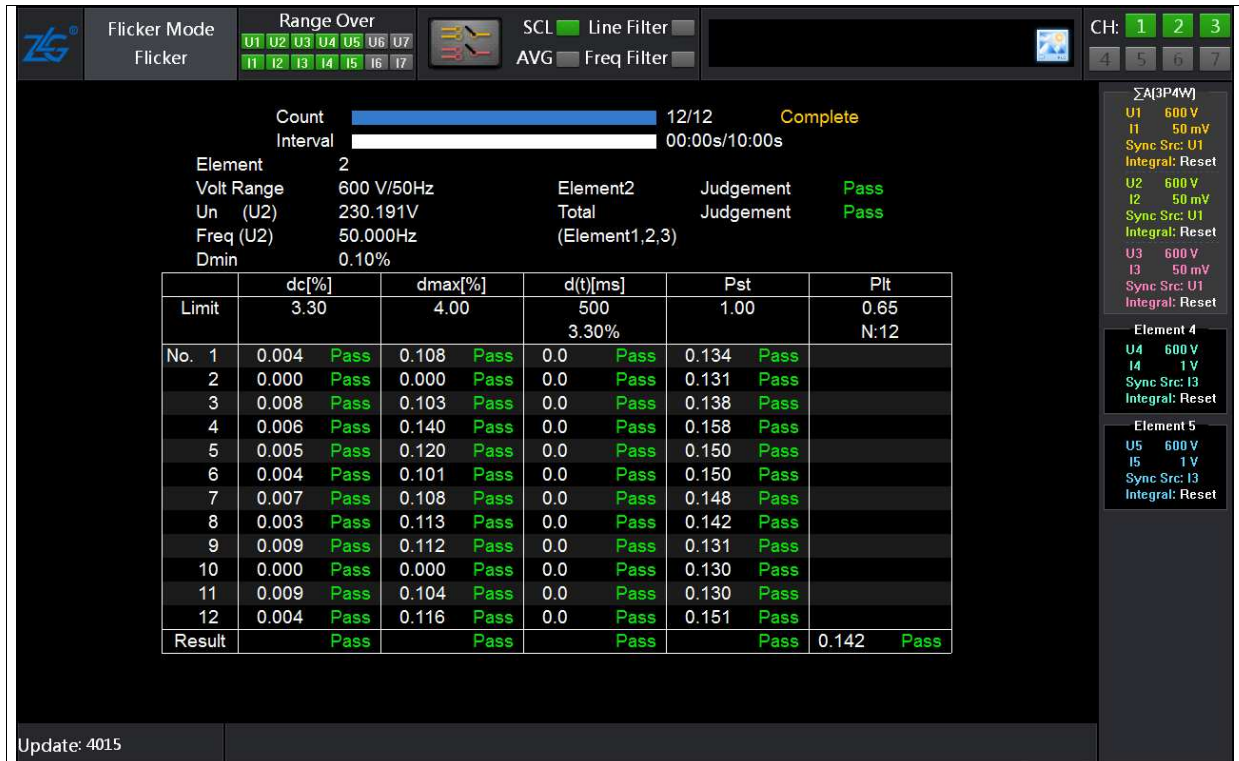 ZLG® Flicker Mode Flicker
Range Over
U1 U2 U3 U4 U5 U6 U7
I1 I2 I3 I4 I5 I6 I7
SCL Line Filter
AVG Freq Filter
CH: 1 2 3
4 5 6 7
Count 12/12 Complete
Interval 00:00s/10:00s
Element 2
Volt Range 600 V/50Hz Element2 Judgement Pass
Un (U2) 230.191V Total Judgement Pass
Freq (U2) 50.000Hz (Element1,2,3)
Dmin 0.10%
dc[%] dmax[%] d(t)[ms] Pst Plt
Limit 3.30 4.00 500 1.00 0.65
3.30% N:12
No. 1 0.004 Pass 0.108 Pass 0.0 Pass 0.134 Pass
2 0.000 Pass 0.000 Pass 0.0 Pass 0.131 Pass
3 0.008 Pass 0.103 Pass 0.0 Pass 0.138 Pass
4 0.006 Pass 0.140 Pass 0.0 Pass 0.158 Pass
5 0.005 Pass 0.120 Pass 0.0 Pass 0.150 Pass
6 0.004 Pass 0.101 Pass 0.0 Pass 0.150 Pass
7 0.007 Pass 0.108 Pass 0.0 Pass 0.148 Pass
8 0.003 Pass 0.113 Pass 0.0 Pass 0.142 Pass
9 0.009 Pass 0.112 Pass 0.0 Pass 0.131 Pass
10 0.000 Pass 0.000 Pass 0.0 Pass 0.130 Pass
11 0.009 Pass 0.104 Pass 0.0 Pass 0.130 Pass
12 0.004 Pass 0.116 Pass 0.0 Pass 0.151 Pass
Result Pass Pass Pass Pass 0.142 Pass
ΣA(3P4W)
U1 600 V
I1 50 mV
Sync Src: U1
Integral: Reset
U2 600 V
I2 50 mV
Sync Src: U1
Integral: Reset
U3 600 V
I3 50 mV
Sync Src: U1
Integral: Reset
Element 4
U4 600 V
I4 1 V
Sync Src: I3
Integral: Reset
Element 5
U5 600 V
I5 1 V
Sync Src: I3
Integral: Reset
Update: 4015